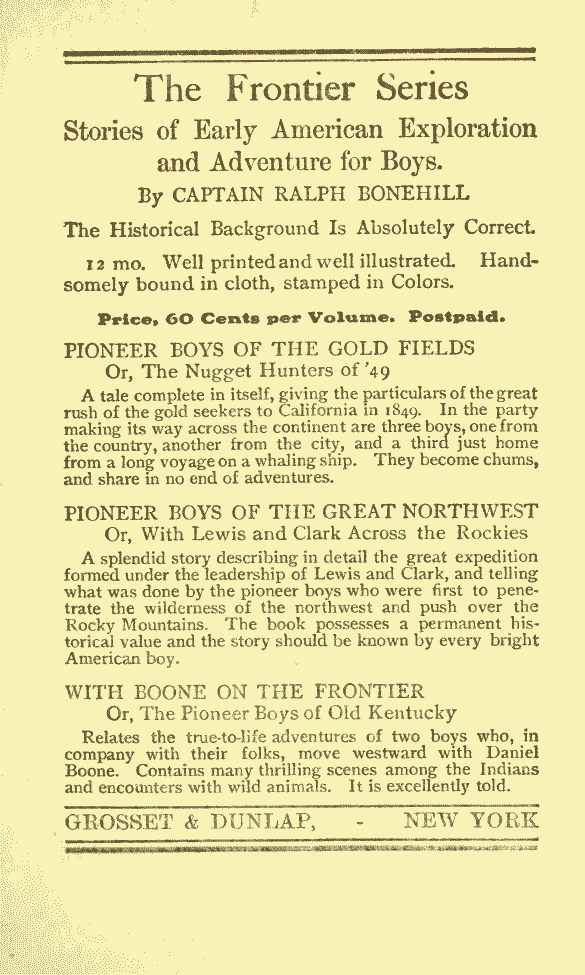 The Frontier Series
Stories of Early American Exploration
and Adventure for Boys.
By CAPTAIN RALPH BONEHILL
The Historical Background Is Absolutely Correct.
12 mo. Well printed and well illustrated. Hand-
somely bound in cloth, stamped in Colors.
Price, 60 Cents per Volume. Postpaid.
PIONEER BOYS OF THE GOLD FIELDS
Or, The Nugget Hunters of '49
A tale complete in itself, giving the particulars of the great
rush of the gold seekers to California in 1849. In the party
making its way across the continent are three boys, one from
the country, another from the city, and a third just home
from a long voyage on a whaling ship. They become chums,
and share in no end of adventures.
PIONEER BOYS OF THE GREAT NORTHWEST
Or, With Lewis and Clark Across the Rockies
A splendid story describing in detail the great expedition
formed under the leadership of Lewis and Clark, and telling
what was done by the pioneer boys who were first to pene-
trate the wilderness of the northwest and push over the
Rocky Mountains. The book possesses a permanent his-
torical value and the story should be known by every bright
American boy.
WITH BOONE ON THE FRONTIER
Or, The Pioneer Boys of Old Kentucky
Relates the true-to-life adventures of two boys who, in
company with their folks, move westward with Daniel
Boone. Contains many thrilling scenes among the Indians
and encounters with wild animals. It is excellently told.
GROSSET & DUNLAP, - NEW YORK